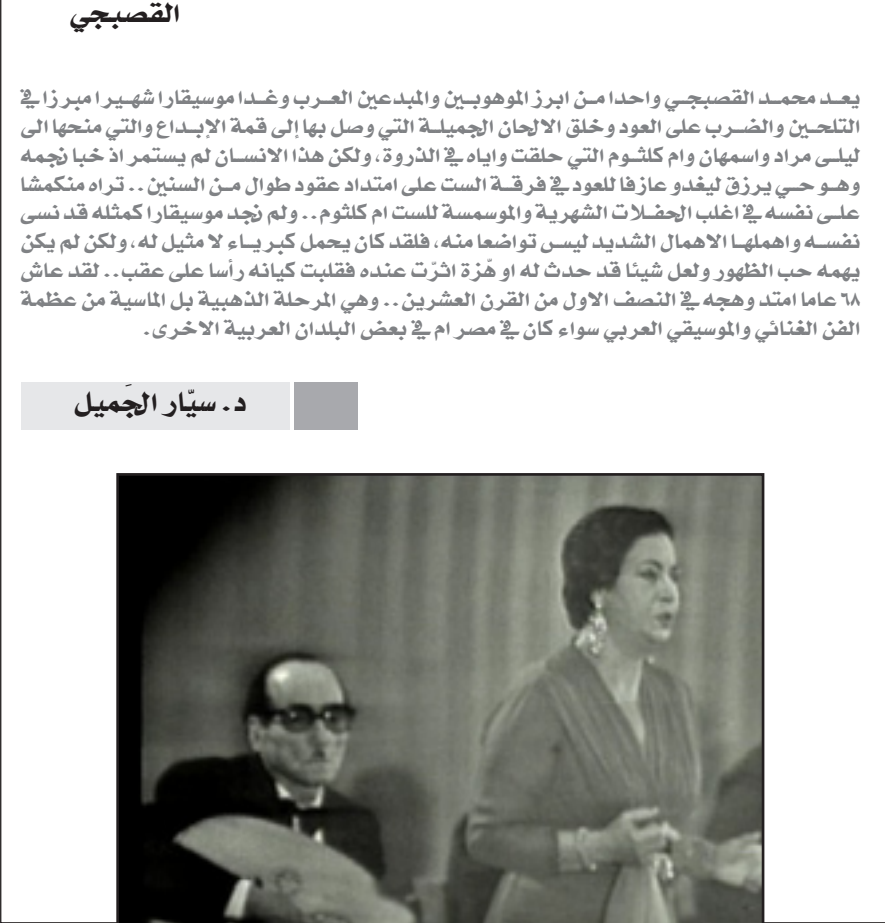 القصبجي
يعد محمد القصبجي واحدا من ابرز الموهوبين والمبدعين العرب وغدا موسيقارا شهيرا مبرزا في
التلحين والضرب على العود وخلق الالحان الجميلة التي وصل بها إلى قمة الإبداع والتي منحها الى
ليلى مراد واسمهان وام كلثوم التي حلقت واياه في الذروة، ولكن هذا الانسان لم يستمر اذ خبا نجمه
وهو حي يرزق ليغدو عازفا للعود في فرقة الست على امتداد عقود طوال من السنين.. تراه منكمشا
على نفسه في اغلب الحفلات الشهرية والموسمسة للست ام كلثوم.. ولم نجد موسيقارا كمثله قد نسى
نفسه واهملها الاهمال الشديد ليس تواضعا منه، فلقد كان يحمل كبرياء لا مثيل له، ولكن لم يكن
يهمه حب الظهور ولعل شيئا قد حدث له او هّزة اثرّت عنده فقلبت كيانه رأسا على عقب.. لقد عاش
٦٨ عاما امتد وهجه في النصف الاول من القرن العشرين.. وهي المرحلة الذهبية بل الماسية من عظمة
الفن الغنائي والموسيقي العربي سواء كان في مصر ام في بعض البلدان العربية الاخرى.
د. سيّار الجَميل